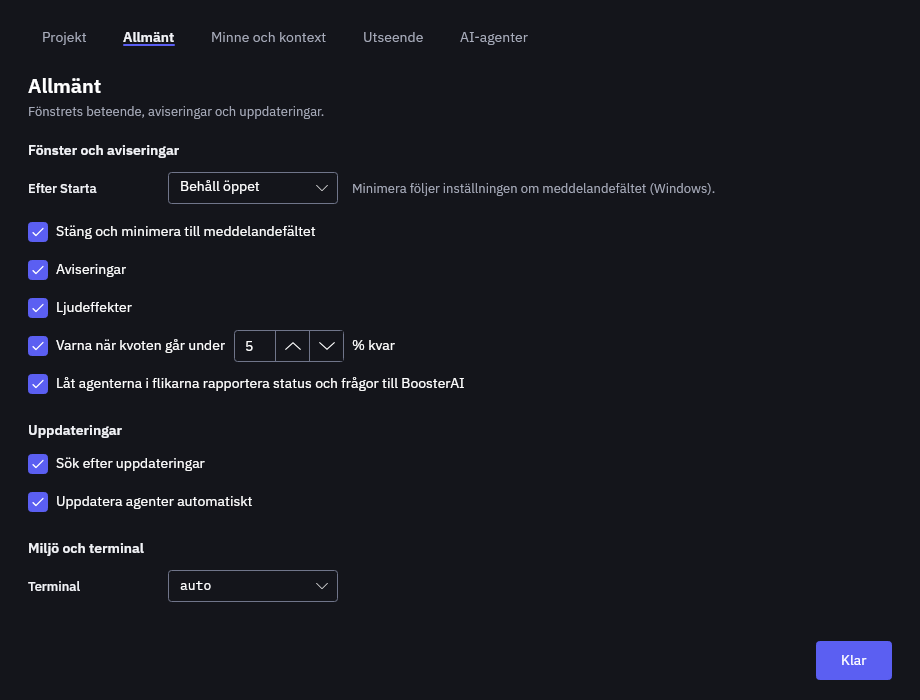 Projekt Allmänt Minne och kontext Utseende AI-agenter
Allmänt
Fönstrets beteende, aviseringar och uppdateringar.
Fönster och aviseringar
Efter Starta Behåll öppet Minimera följer inställningen om meddelandefältet (Windows).
Stäng och minimera till meddelandefältet
Aviseringar
Ljudeffekter
Varna när kvoten går under 5 % kvar
Låt agenterna i flikarna rapportera status och frågor till BoosterAI
Uppdateringar
Sök efter uppdateringar
Uppdatera agenter automatiskt
Miljö och terminal
Terminal auto
Klar